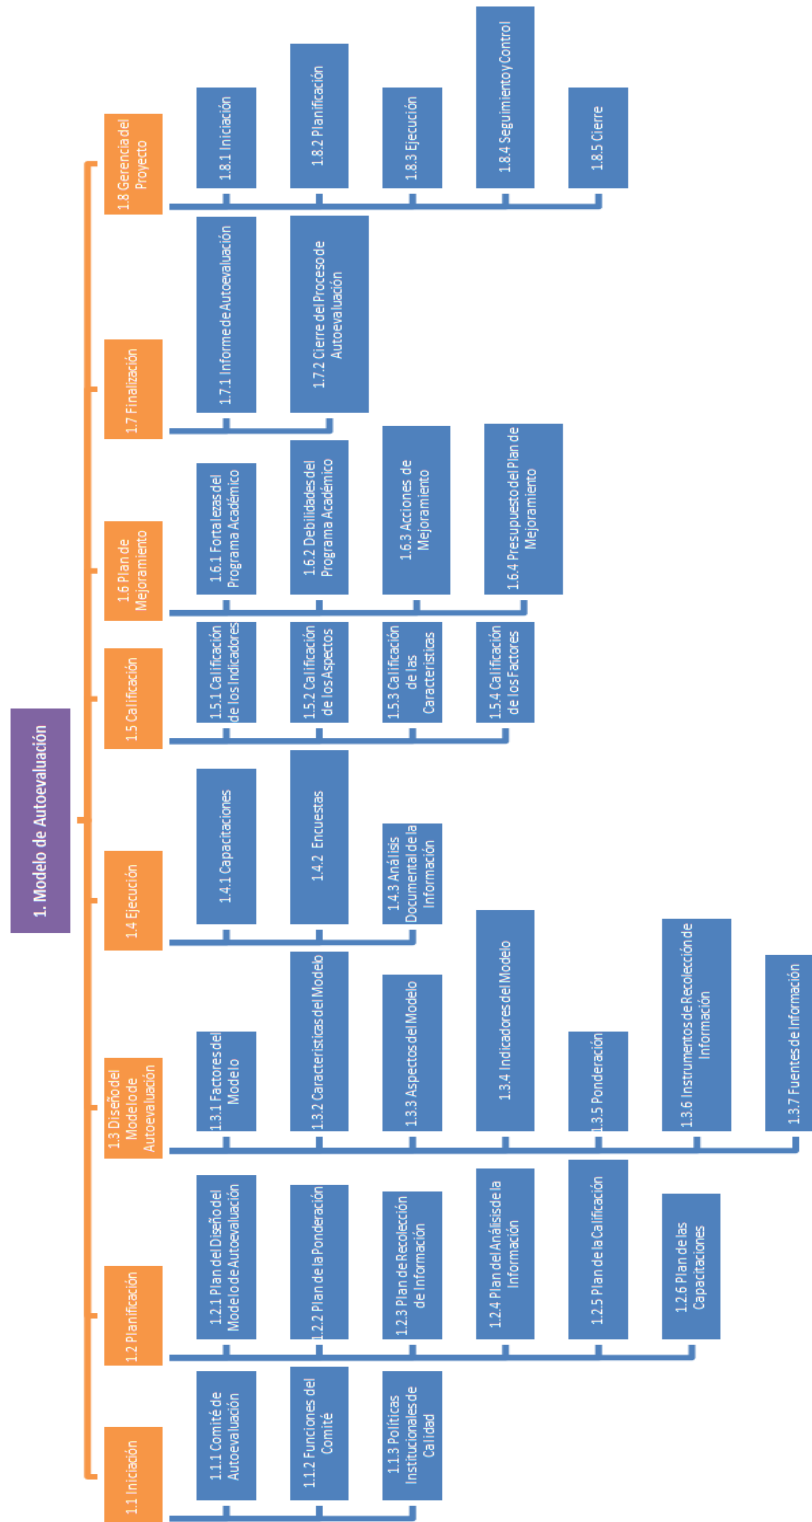 1. Modelo de Autoevaluación
1.1 Iniciación
1.1.1 Comité de
Autoevaluación
1.1.2 Funciones del
Comité
1.1.3 Políticas
Institucionales de
Calidad
1.2 Planificación
1.2.1 Plan del Diseño del
Modelo de Autoevaluación
1.2.2 Plan de la Ponderación
1.2.3 Plan de Recolección
de Información
1.2.4 Plan del Análisis de la
Información
1.2.5 Plan de la Calificación
1.2.6 Plan de las
Capacitaciones
1.3 Diseño del
Modelo de
Autoevaluación
1.3.1 Factores del
Modelo
1.3.2 Características del Modelo
1.3.3 Aspectos del Modelo
1.3.4 Indicadores del Modelo
1.3.5 Ponderación
1.3.6 Instrumentos de Recolección de
Información
1.3.7 Fuentes de Información
1.4 Ejecución
1.4.1 Capacitaciones
1.4.2 Encuestas
1.4.3 Análisis
Documental de la
Información
1.5 Calificación
1.5.1 Calificación
de los Indicadores
1.5.2 Calificación
de los Aspectos
1.5.3 Calificación
de las
Características
1.5.4 Calificación
de los Factores
1.6 Plan de
Mejoramiento
1.6.1 Fortalezas del
Programa Académico
1.6.2 Debilidades del
Programa Académico
1.6.3 Acciones de
Mejoramiento
1.6.4 Presupuesto del Plan de
Mejoramiento
1.7 Finalización
1.7.1 Informe de Autoevaluación
1.7.2 Cierre del Proceso de
Autoevaluación
1.8 Gerencia del
Proyecto
1.8.1 Iniciación
1.8.2 Planificación
1.8.3 Ejecución
1.8.4 Seguimiento y Control
1.8.5 Cierre